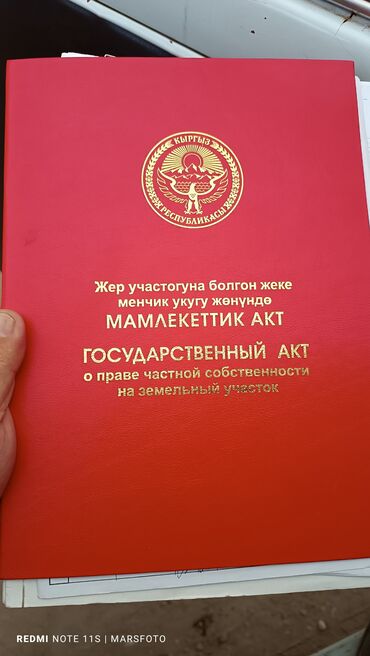 КЫРГЫЗ
РЕСПУБЛИКАСЫ
Жер участогуна болгон жеке
менчик укугу жөнүндө
МАМЛЕКЕТТИК АКТ
ГОСУДАРСТВЕННЫЙ АКТ
о праве частной собственности
на земельный участок
REDMI NOTE 11S | MARSFOTO